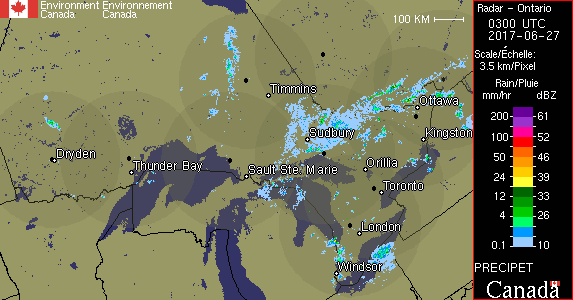 Environment Environnement
Canada Canada
100 KM
Radar - Ontario
0300 UTC
2017-06-27
Scale/Échelle:
3.5 km/Pixel
Rain/Pluie
mm/hr dBZ
200 61
100 52
50 46
24 39
12 33
4 26
0.1 10
PRECIPET
Canada
Timmins
Ottawa
Sudbury
Kingston
Dryden
Thunder Bay
Sault Ste. Marie
Orillia
Toronto
London
Windsor